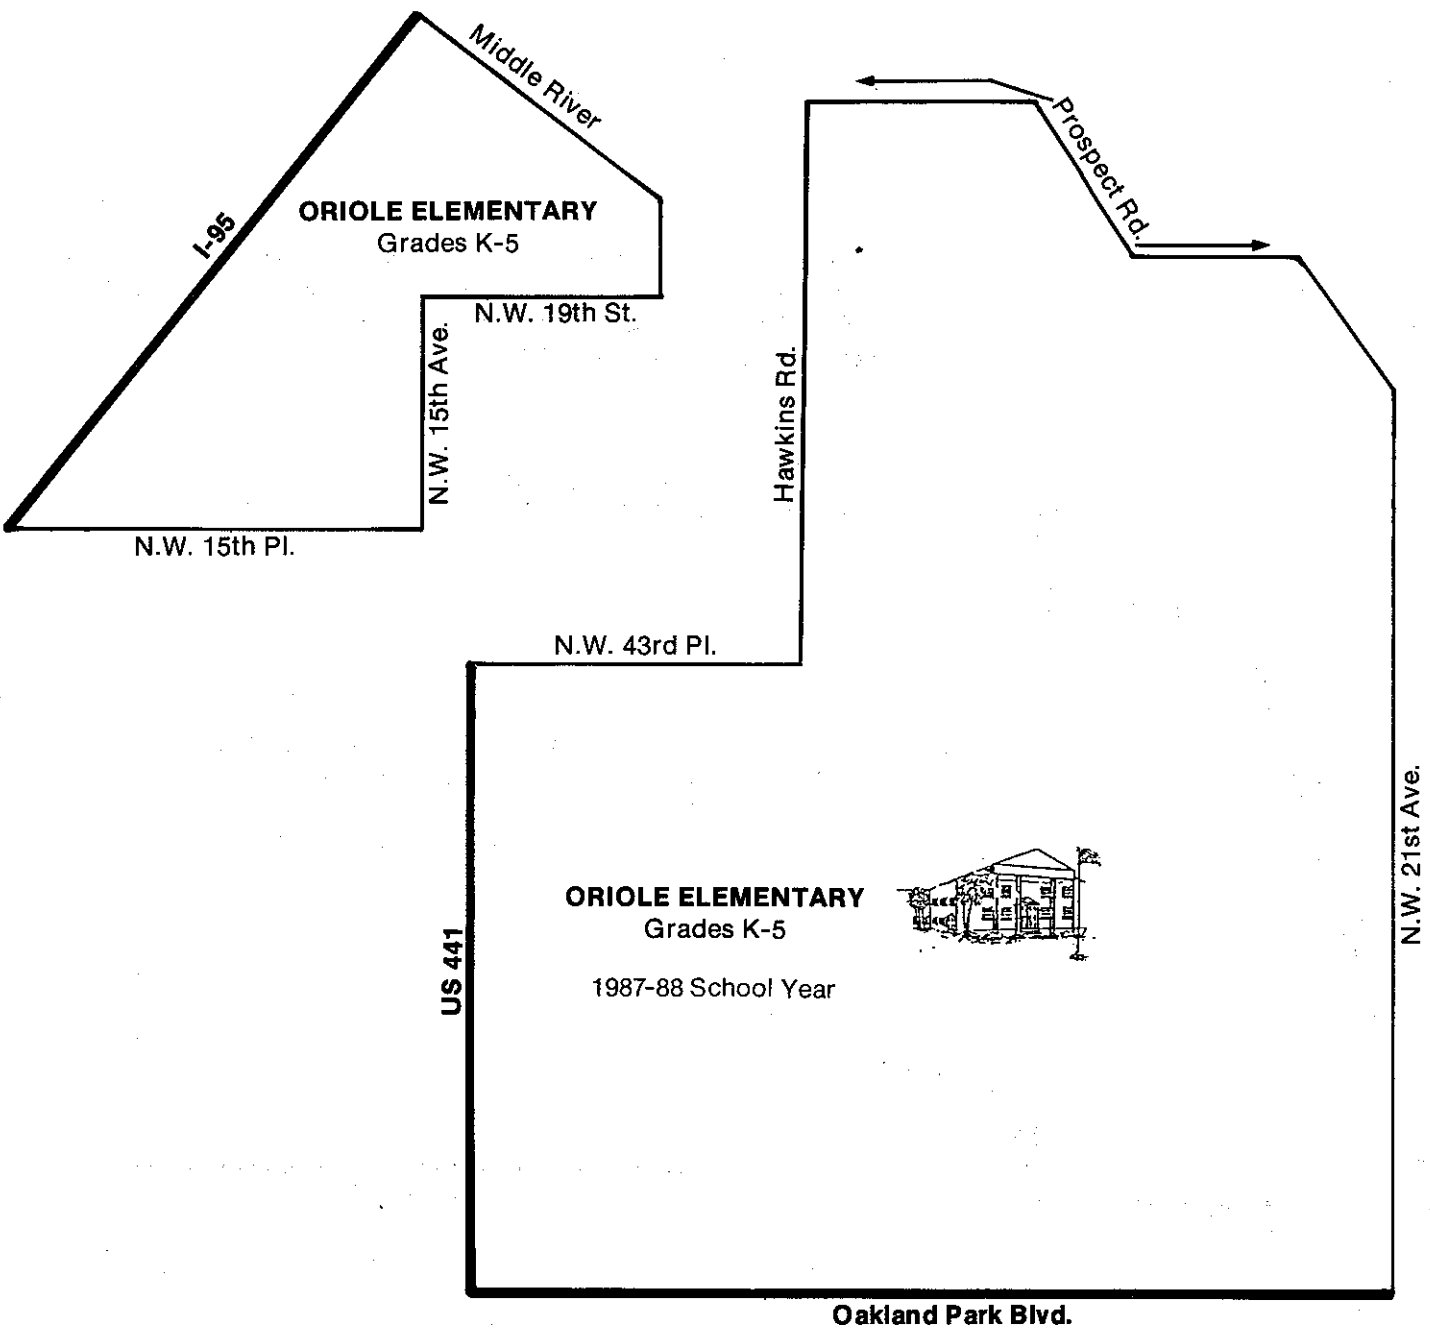 Middle River
I-95
ORIOLE ELEMENTARY
Grades K-5
N.W. 19th St.
N.W. 15th Ave.
N.W. 15th Pl.
Prospect Rd.
Hawkins Rd.
N.W. 43rd Pl.
US 441
ORIOLE ELEMENTARY
Grades K-5
1987-88 School Year
N.W. 21st Ave.
Oakland Park Blvd.